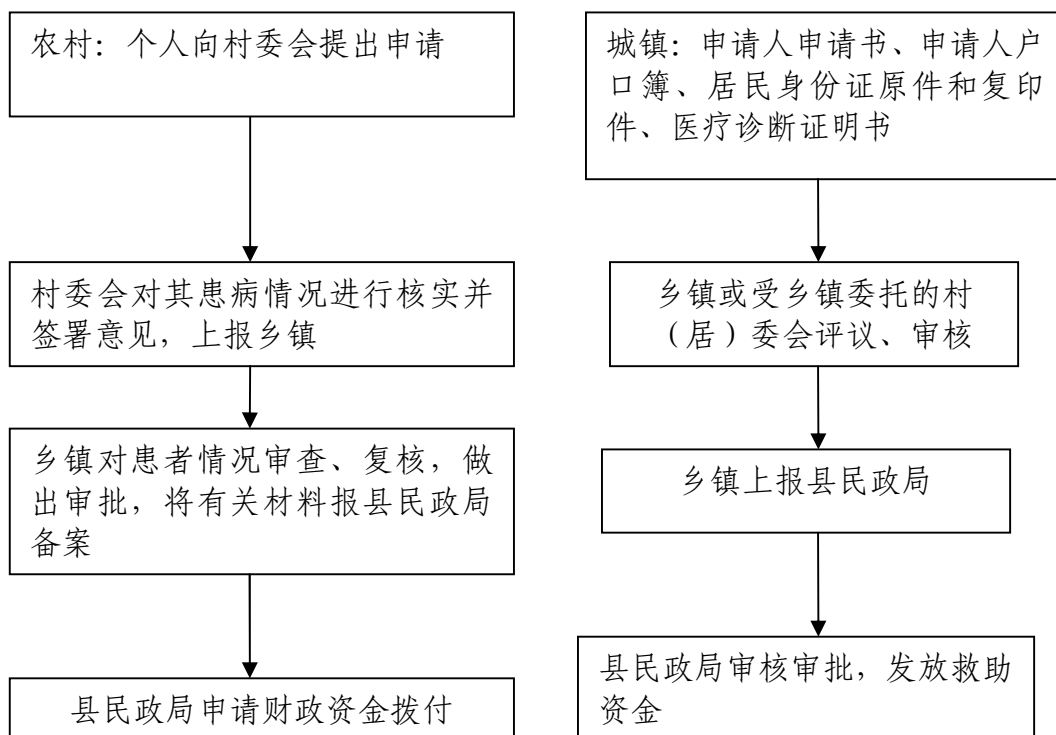 农村：个人向村委会提出申请
村委会对其患病情况进行核实并
签署意见，上报乡镇
乡镇对患者情况审查、复核，做
出审批，将有关材料报县民政局
备案
县民政局申请财政资金拨付
城镇：申请人申请书、申请人户
口簿、居民身份证原件和复印
件、医疗诊断证明书
乡镇或受乡镇委托的村
（居）委会评议、审核
乡镇上报县民政局
县民政局审核审批，发放救助
资金